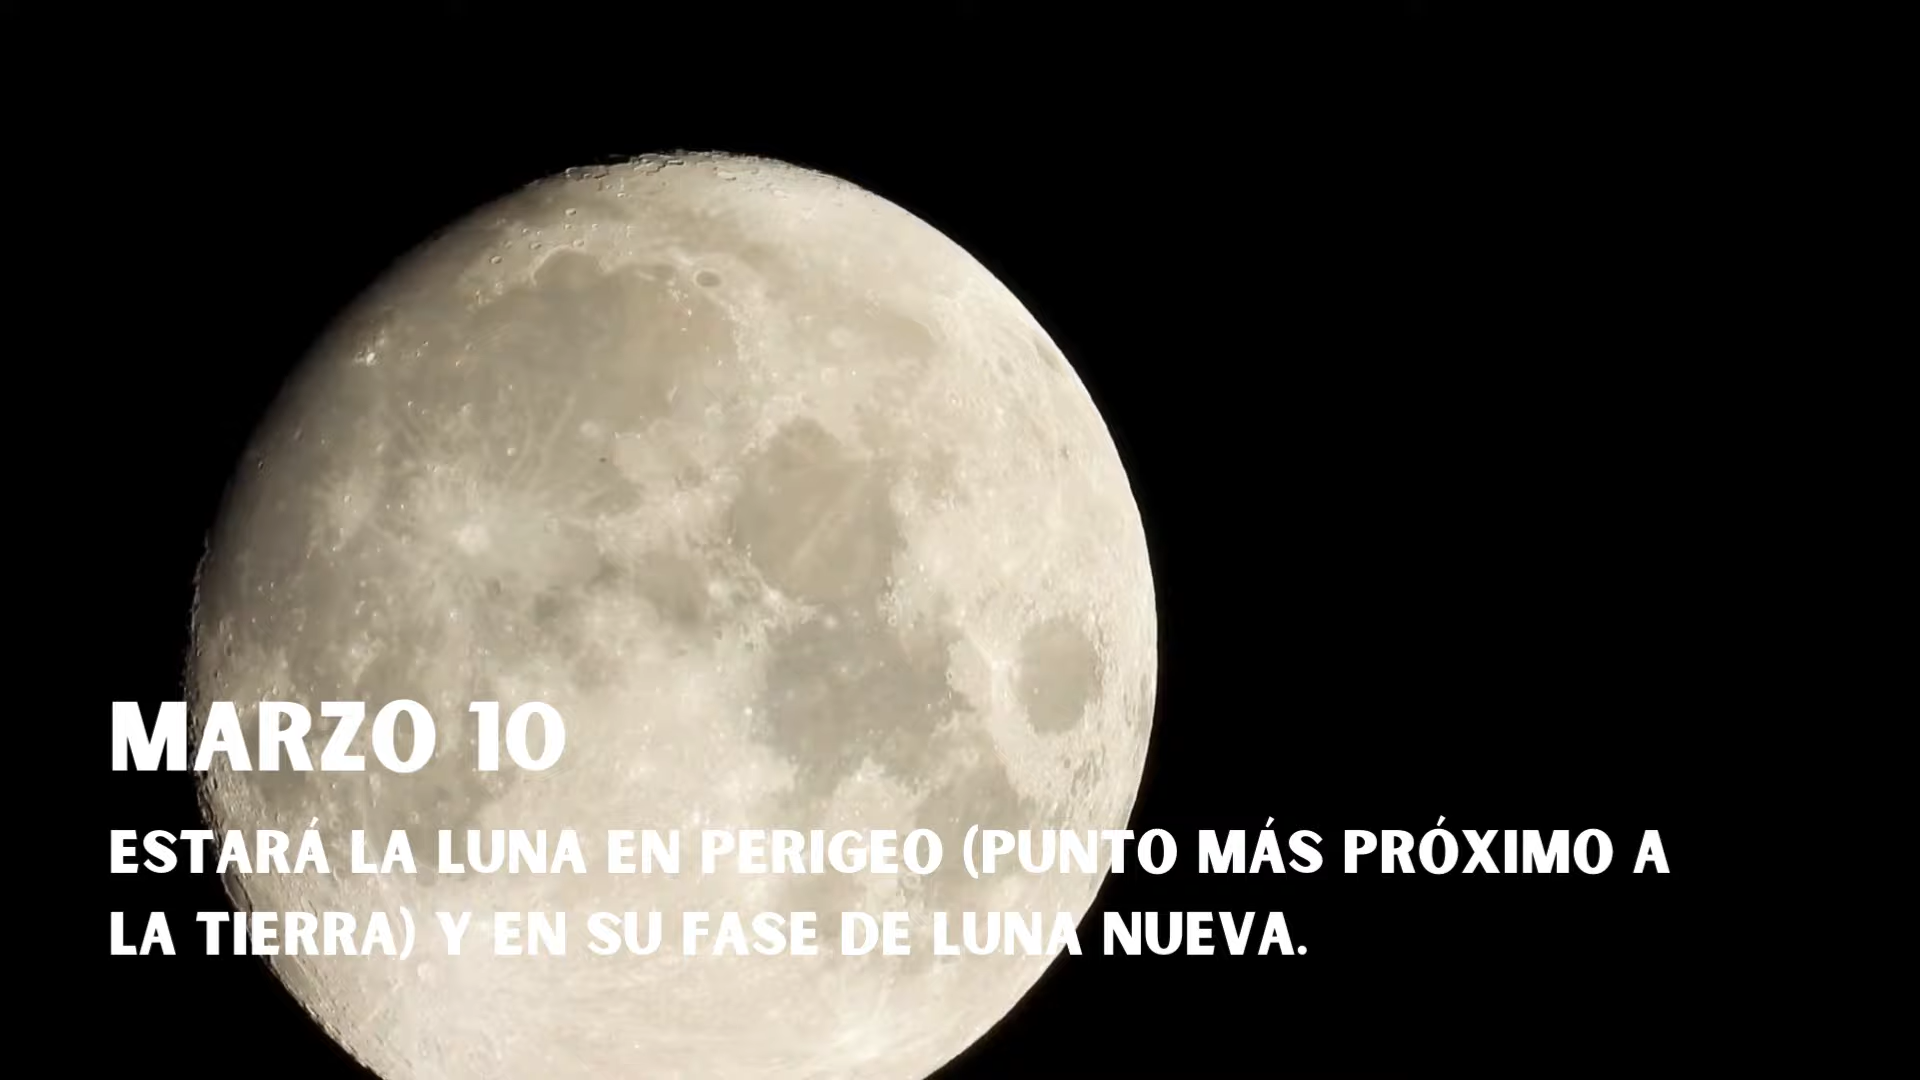 MARZO 10
ESTARÁ LA LUNA EN PERIGEO (PUNTO MÁS PRÓXIMO A
LA TIERRA) Y EN SU FASE DE LUNA NUEVA.